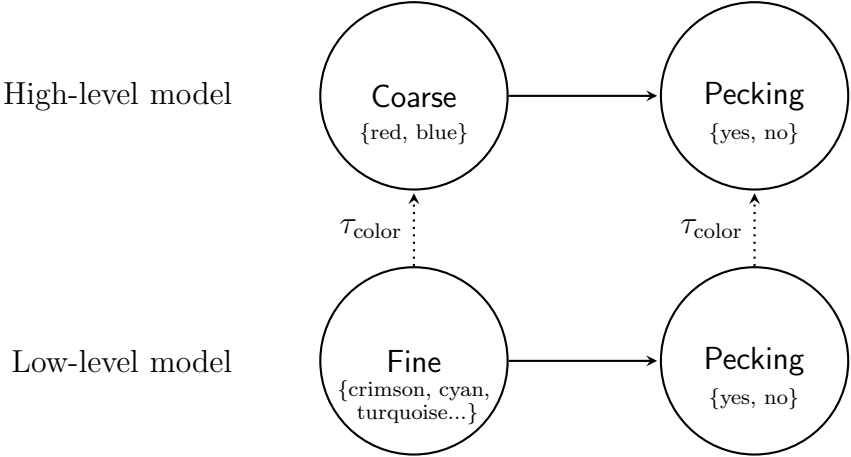 High-level model
Coarse
{red, blue}
Pecking
{yes, no}
τcolor
τcolor
Low-level model
Fine
{crimson, cyan,
turquoise...}
Pecking
{yes, no}